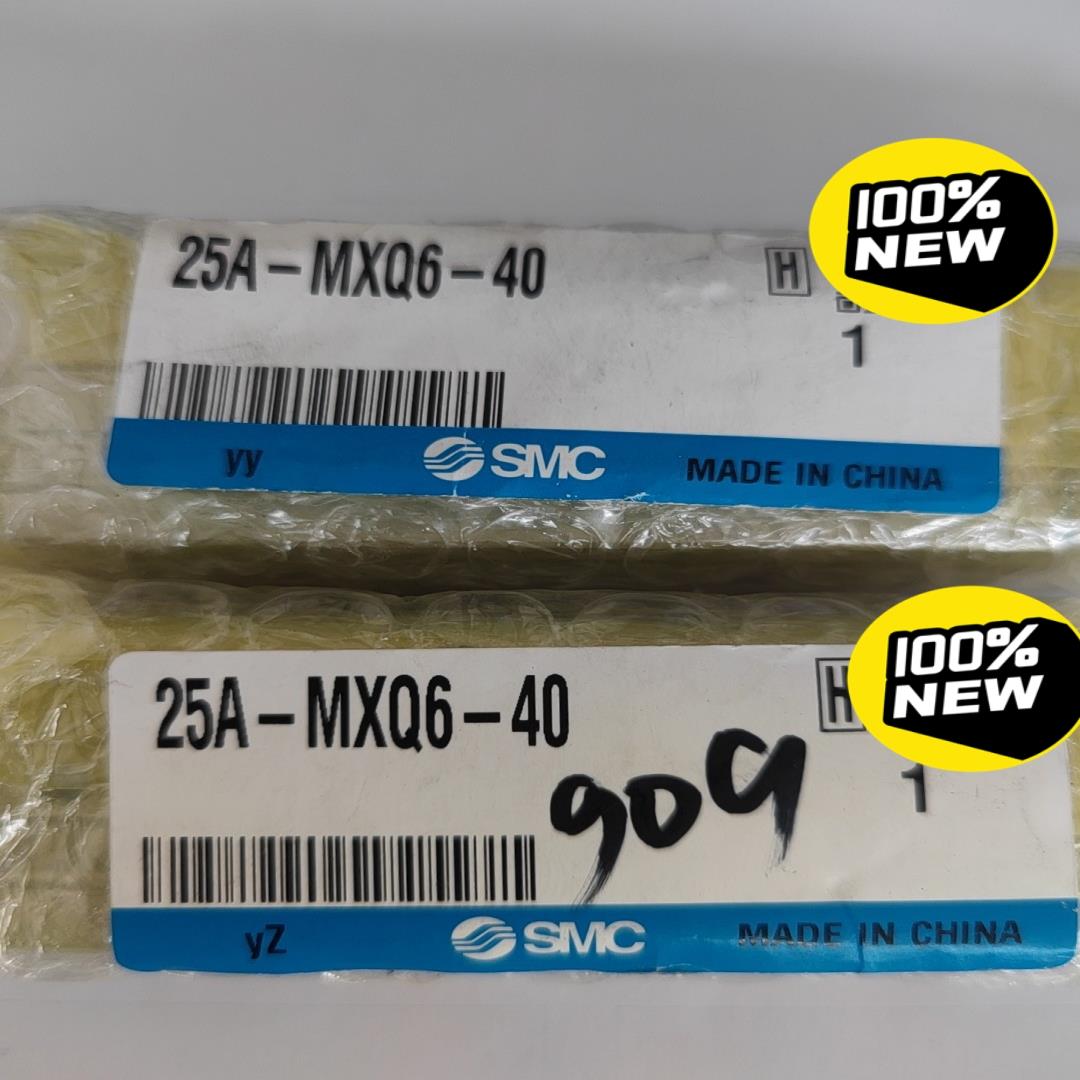 25A-MXQ6-40
H
100%
NEW
1
yy
SMC
MADE IN CHINA
25A-MXQ6-40
H
100%
NEW
909
1
yZ
SMC
MADE IN CHINA